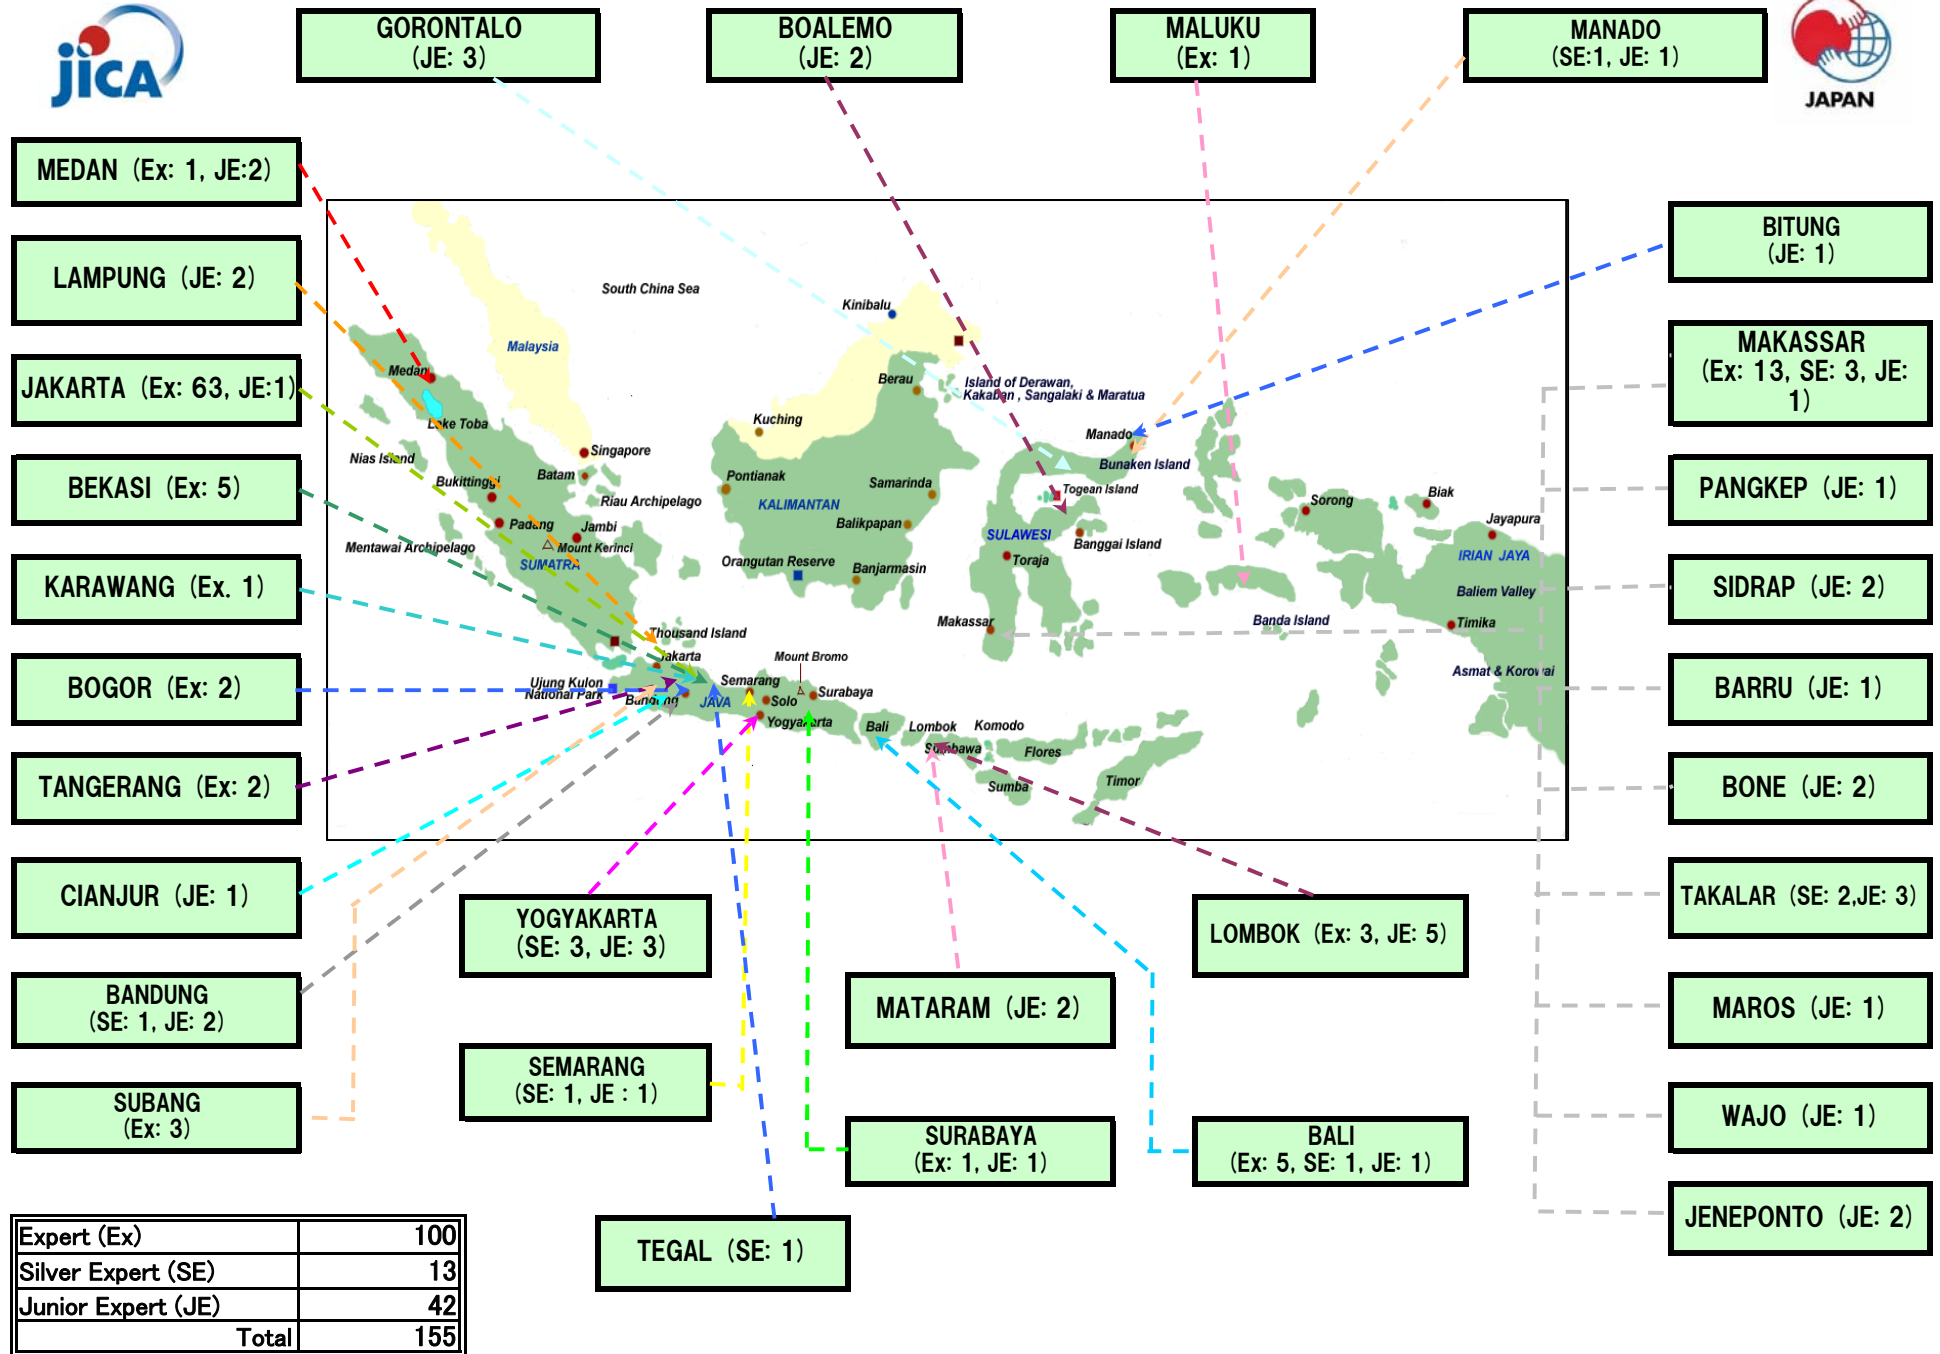 jica
GORONTALO
(JE: 3)
BOALEMO
(JE: 2)
MALUKU
(Ex: 1)
MANADO
(SE:1, JE: 1)
JAPAN
MEDAN (Ex: 1, JE:2)
LAMPUNG (JE: 2)
JAKARTA (Ex: 63, JE:1)
BEKASI (Ex: 5)
KARAWANG (Ex. 1)
BOGOR (Ex: 2)
TANGERANG (Ex: 2)
CIANJUR (JE: 1)
BANDUNG
(SE: 1, JE: 2)
SUBANG
(Ex: 3)
South China Sea
Kinibalu
Malaysia
Medan
Berau
Island of Derawan,
Kakaban , Sangalaki & Maratua
Lake Toba
Kuching
Manado
Nias Island
Singapore
Bunaken Island
Bukittinggi
Batam
Pontianak
Samarinda
Togean Island
Riau Archipelago
KALIMANTAN
Sorong
Biak
Padang
Jambi
Balikpapan
SULAWESI
Banggai Island
Jayapura
Mentawai Archipelago
Mount Kerinci
SUMATRA
Orangutan Reserve
Banjarmasin
Toraja
IRIAN JAYA
Baliem Valley
Thousand Island
Makassar
Banda Island
Timika
Jakarta
Mount Bromo
Asmat & Korowai
Ujung Kulon
National Park
Bandung
JAVA
Semarang
Solo
Surabaya
Yogyakarta
Bali
Lombok
Komodo
Sumbawa
Flores
Sumba
Timor
BITUNG
(JE: 1)
MAKASSAR
(Ex: 13, SE: 3, JE:
1)
PANGKEP (JE: 1)
SIDRAP (JE: 2)
BARRU (JE: 1)
BONE (JE: 2)
TAKALAR (SE: 2,JE: 3)
MAROS (JE: 1)
WAJO (JE: 1)
JENEPONTO (JE: 2)
YOGYAKARTA
(SE: 3, JE: 3)
LOMBOK (Ex: 3, JE: 5)
MATARAM (JE: 2)
SEMARANG
(SE: 1, JE : 1)
SURABAYA
(Ex: 1, JE: 1)
BALI
(Ex: 5, SE: 1, JE: 1)
TEGAL (SE: 1)
Expert (Ex) 100
Silver Expert (SE) 13
Junior Expert (JE) 42
Total 155